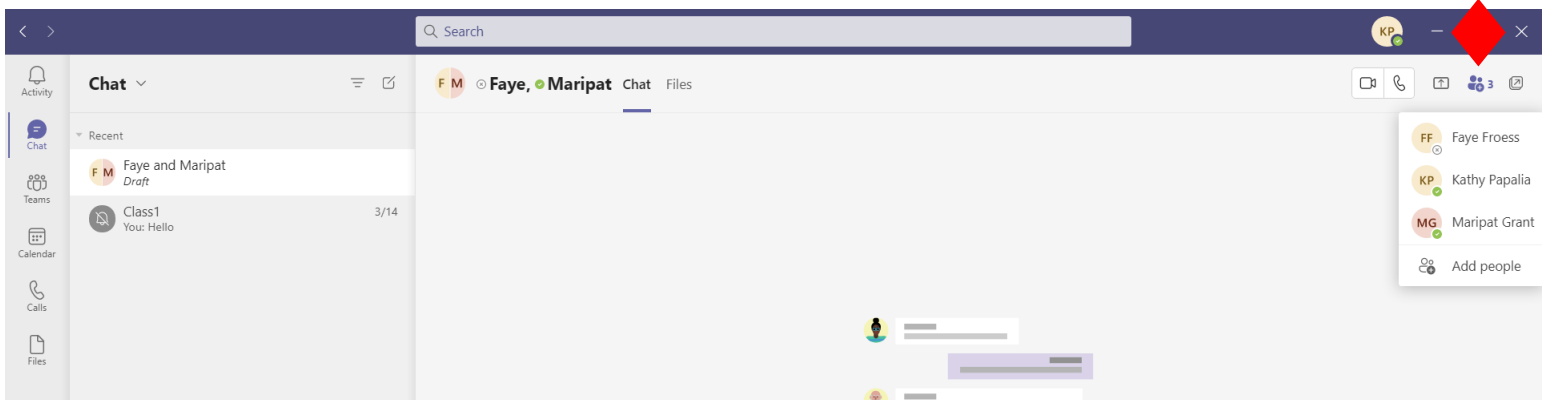 Search
KP
Activity
Chat
F M Faye, Maripat Chat Files
3
Chat
Recent
F M Faye and Maripat
Draft
Class1 3/14
You: Hello
Teams
Calendar
Calls
Files
FF Faye Froess
KP Kathy Papalia
MG Maripat Grant
Add people